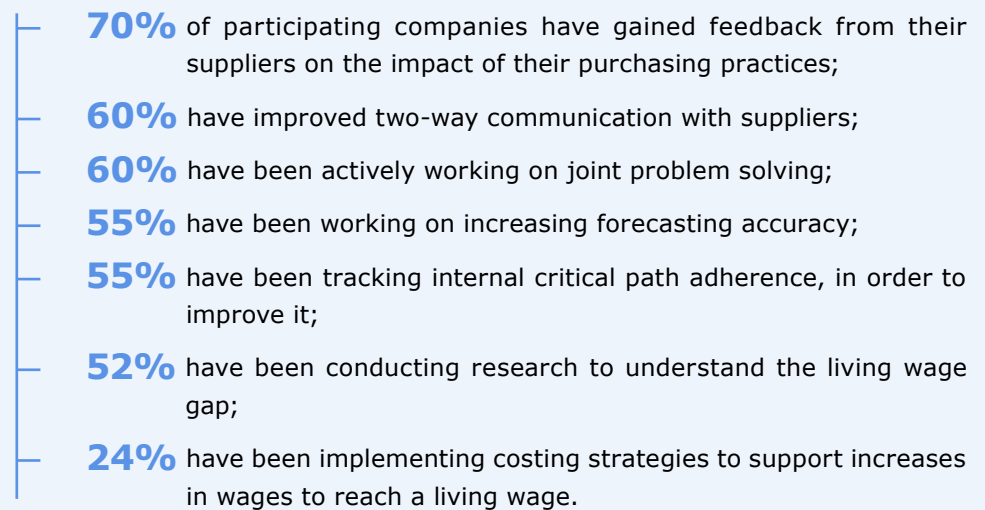 70% of participating companies have gained feedback from their
suppliers on the impact of their purchasing practices;
60% have improved two-way communication with suppliers;
60% have been actively working on joint problem solving;
55% have been working on increasing forecasting accuracy;
55% have been tracking internal critical path adherence, in order to
improve it;
52% have been conducting research to understand the living wage
gap;
24% have been implementing costing strategies to support increases
in wages to reach a living wage.